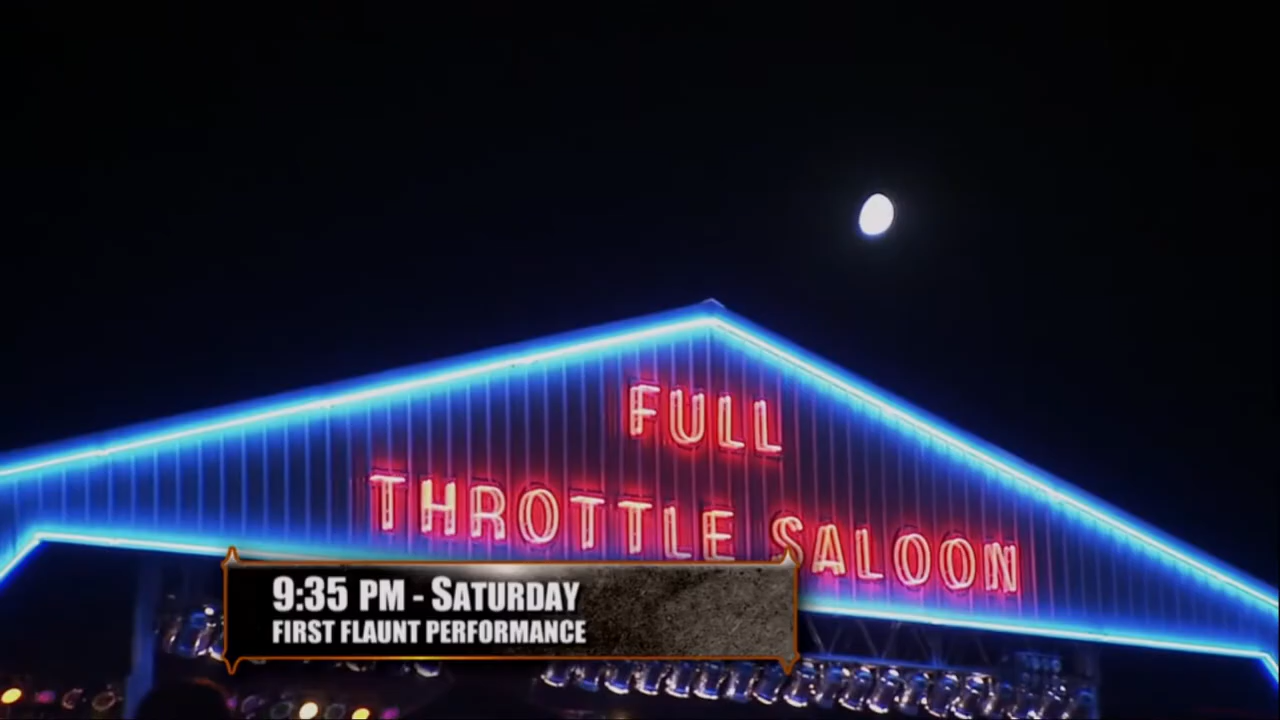 FULL
THROTTLE SALOON
9:35 PM - SATURDAY
FIRST FLAUNT PERFORMANCE